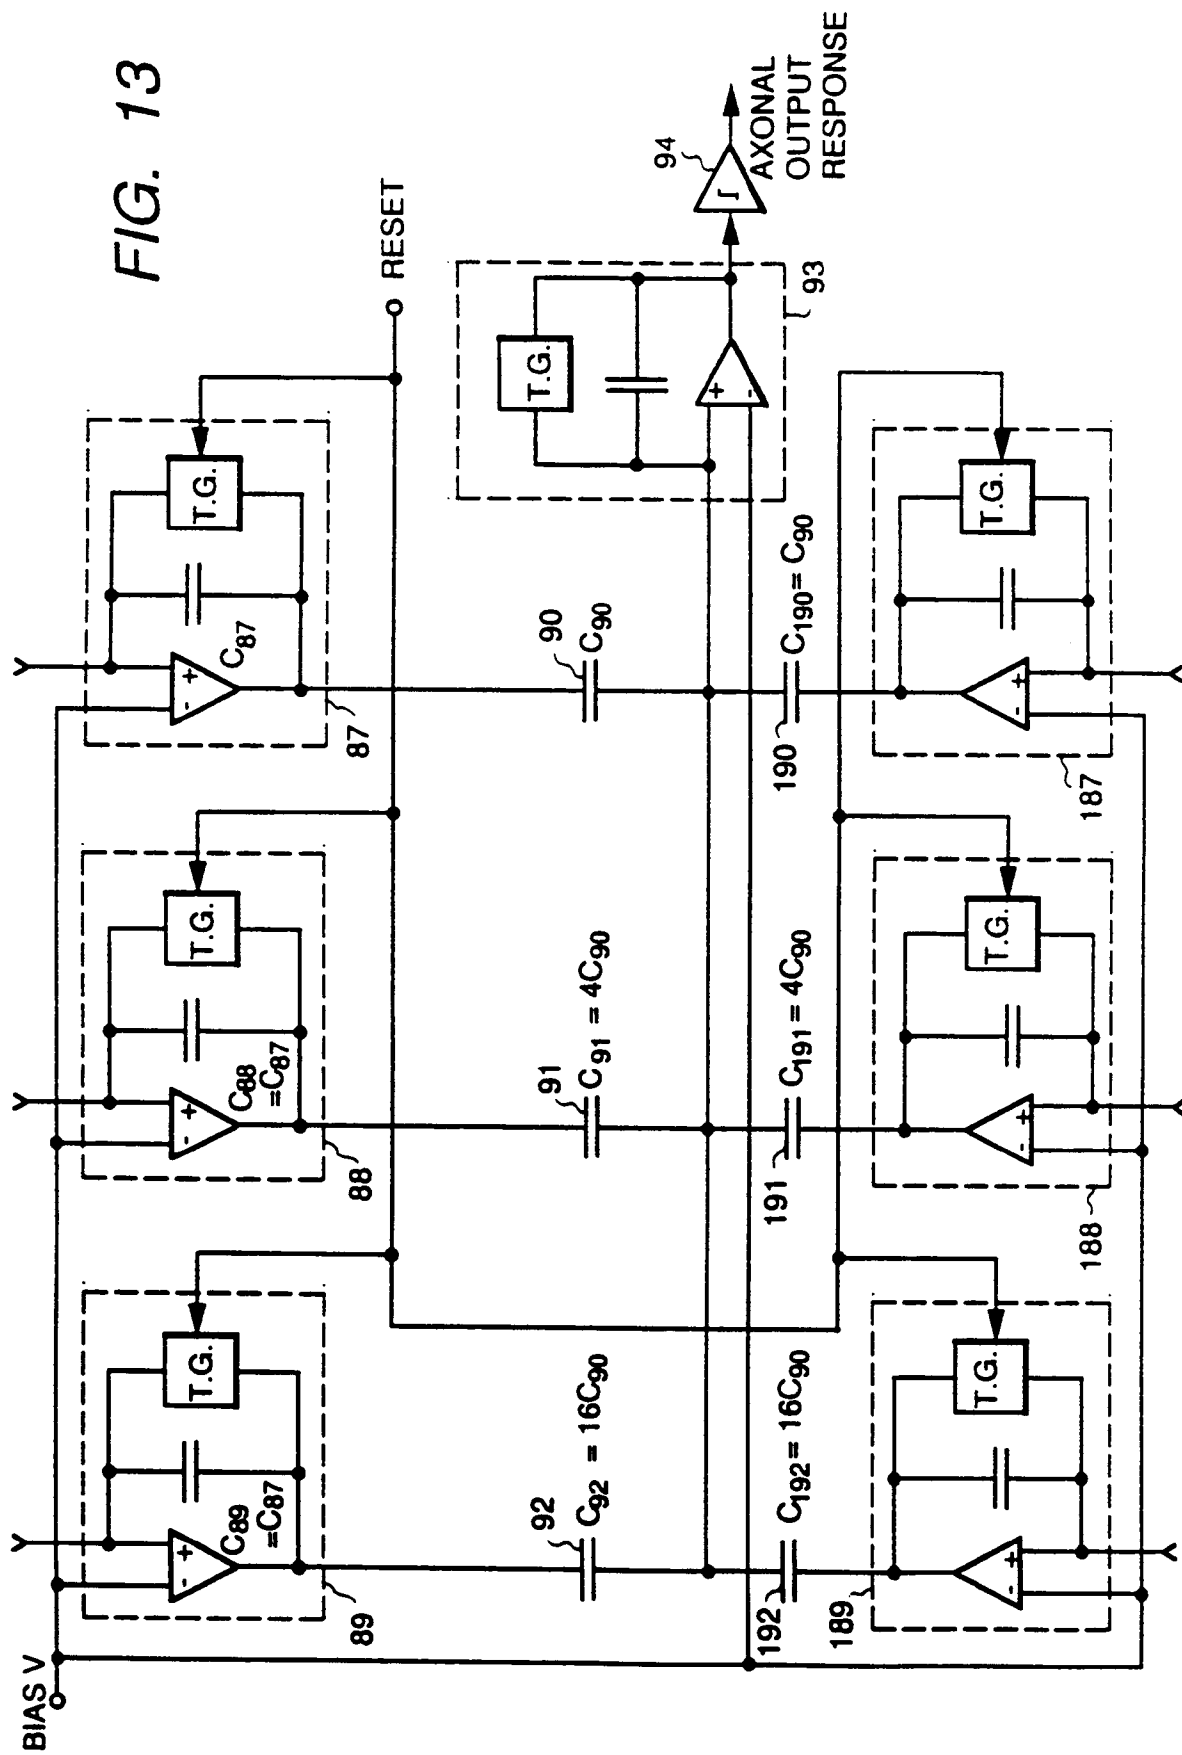 FIG. 13
BIAS V
RESET
T.G.
T.G.
T.G.
C89
=C87
C88
=C87
C87
89
88
87
+
-
+
-
+
-
92
C92 = 16C90
91
C91 = 4C90
90
C90
T.G.
+
-
93
94
AXONAL
OUTPUT
RESPONSE
192
C192 = 16C90
191
C191 = 4C90
190
C190 = C90
189
188
187
T.G.
T.G.
T.G.
+
-
+
-
+
-